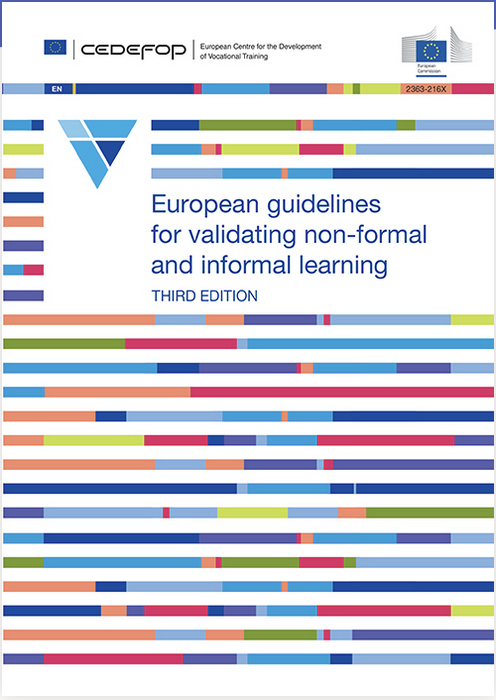 CEDEFOP
European Centre for the Development
of Vocational Training
European
Commission
EN
2363-216X
European guidelines
for validating non-formal
and informal learning
THIRD EDITION